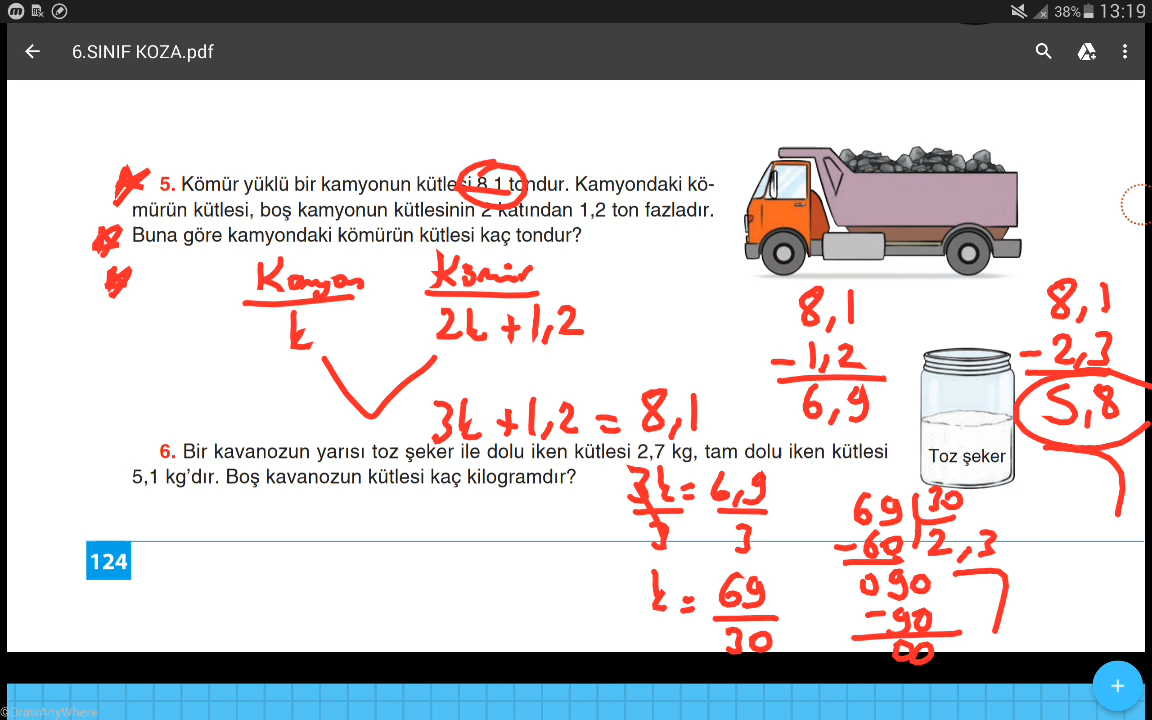 38% 13:19
6.SINIF KOZA.pdf
5. Kömür yüklü bir kamyonun kütlesi 8,1 tondur. Kamyondaki kö-
mürün kütlesi, boş kamyonun kütlesinin 2 katından 1,2 ton fazladır.
Buna göre kamyondaki kömürün kütlesi kaç tondur?
Kamyon Kömür
k 2k + 1,2
3k + 1,2 = 8,1
8,1
- 1,2
6,9
8,1
- 2,3
5,8
6. Bir kavanozun yarısı toz şeker ile dolu iken kütlesi 2,7 kg, tam dolu iken kütlesi
5,1 kg'dır. Boş kavanozun kütlesi kaç kilogramdır?
Toz şeker
3k = 6,9
3 3
k = 69
30
69 30
- 60 2,3
090
- 90
00
124
+
©DrawAnyWhere